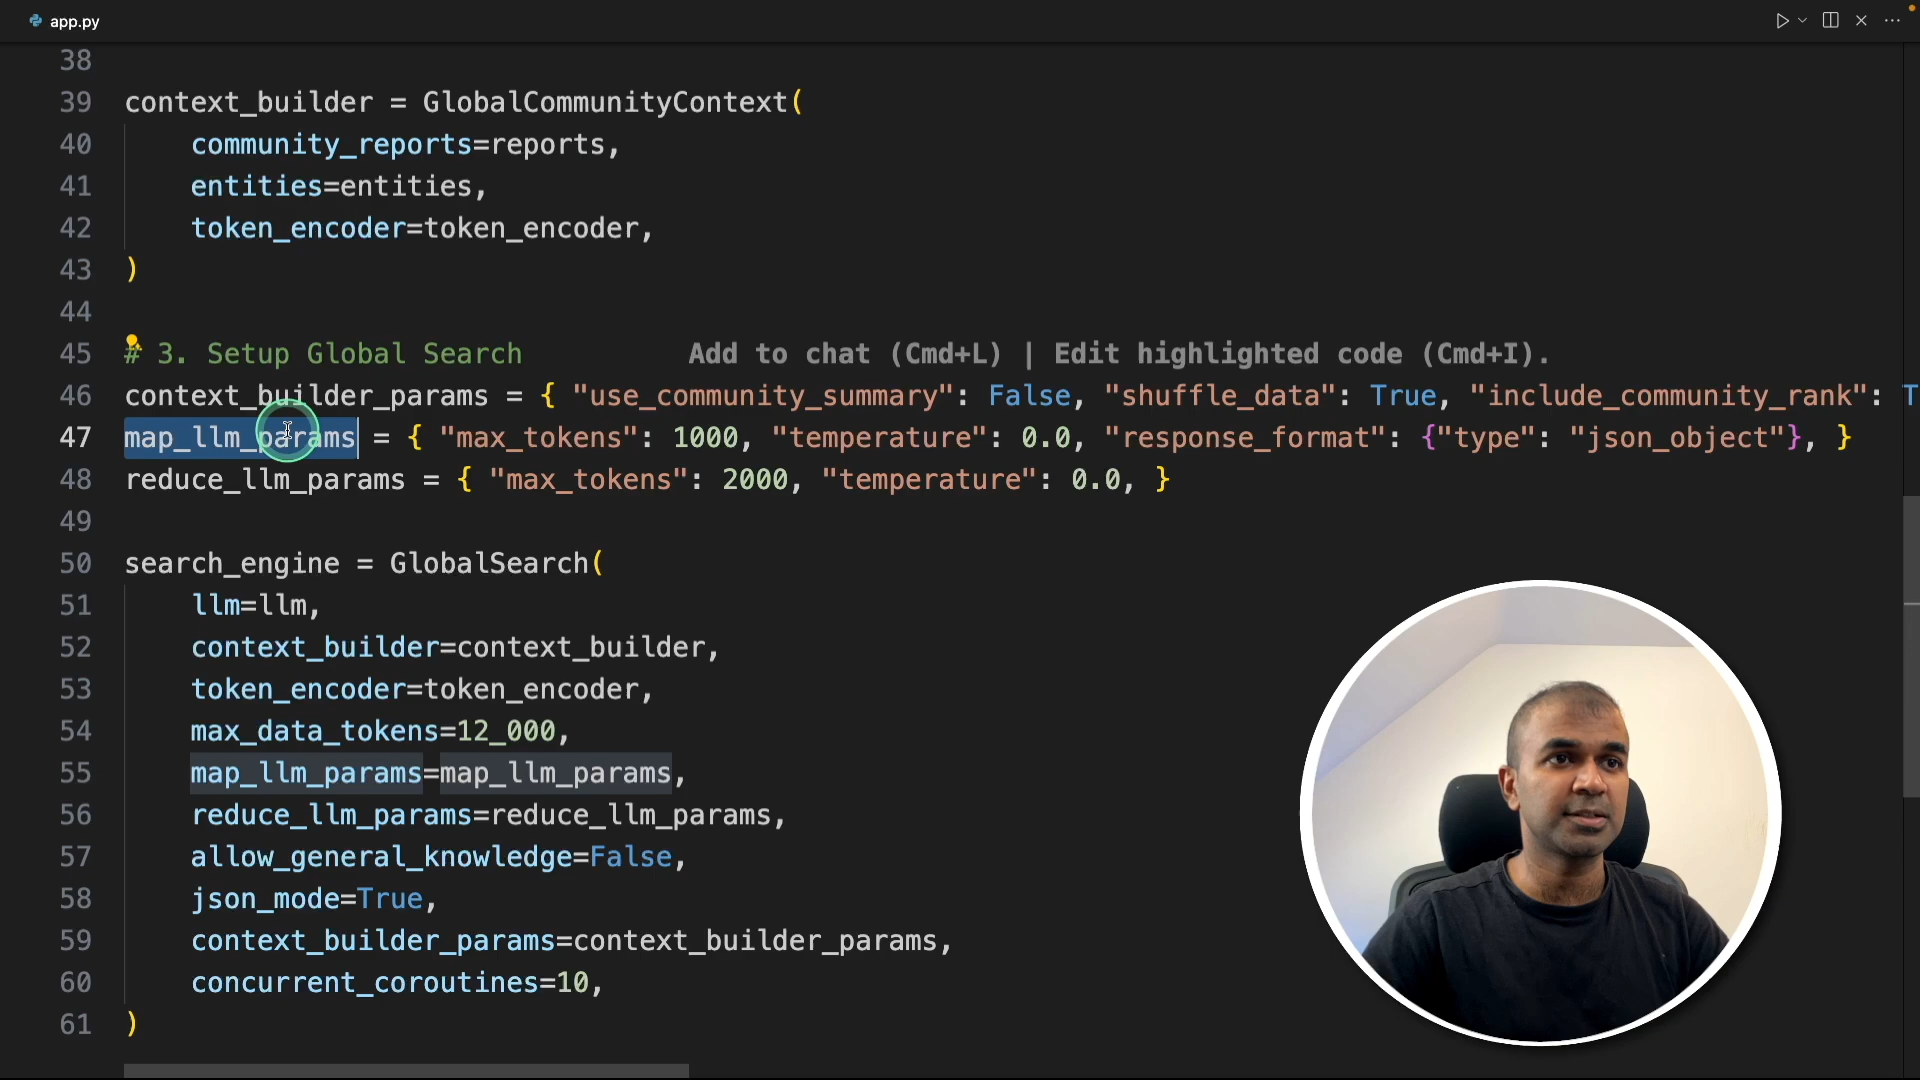 app.py
38
39 context_builder = GlobalCommunityContext(
40 community_reports=reports,
41 entities=entities,
42 token_encoder=token_encoder,
43 )
44
45 # 3. Setup Global Search Add to chat (Cmd+L) | Edit highlighted code (Cmd+I).
46 context_builder_params = { "use_community_summary": False, "shuffle_data": True, "include_community_rank": T
47 map_llm_params = { "max_tokens": 1000, "temperature": 0.0, "response_format": {"type": "json_object"}, }
48 reduce_llm_params = { "max_tokens": 2000, "temperature": 0.0, }
49
50 search_engine = GlobalSearch(
51 llm=llm,
52 context_builder=context_builder,
53 token_encoder=token_encoder,
54 max_data_tokens=12_000,
55 map_llm_params=map_llm_params,
56 reduce_llm_params=reduce_llm_params,
57 allow_general_knowledge=False,
58 json_mode=True,
59 context_builder_params=context_builder_params,
60 concurrent_coroutines=10,
61 )